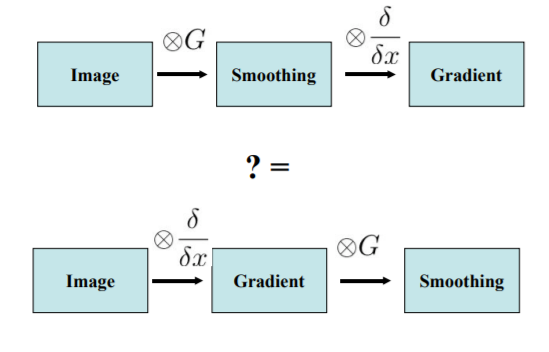 ⊗G
⊗ δ/δx
Image
Smoothing
Gradient
? =
⊗ δ/δx
⊗G
Image
Gradient
Smoothing